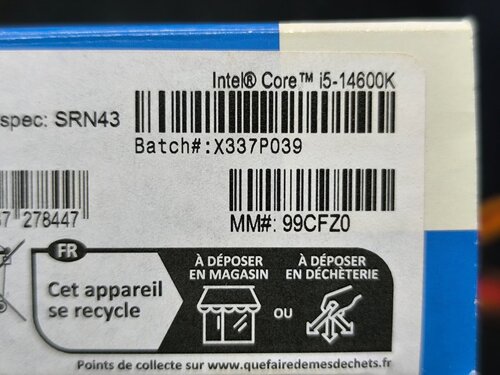 Intel® Core™ i5-14600K
spec: SRN43
Batch#:X337P039
278447
MM#: 99CFZ0
FR
Cet appareil
se recycle
À DÉPOSER
EN MAGASIN
OU
À DÉPOSER
EN DÉCHÈTERIE
Points de collecte sur www.quefairedemesdechets.fr